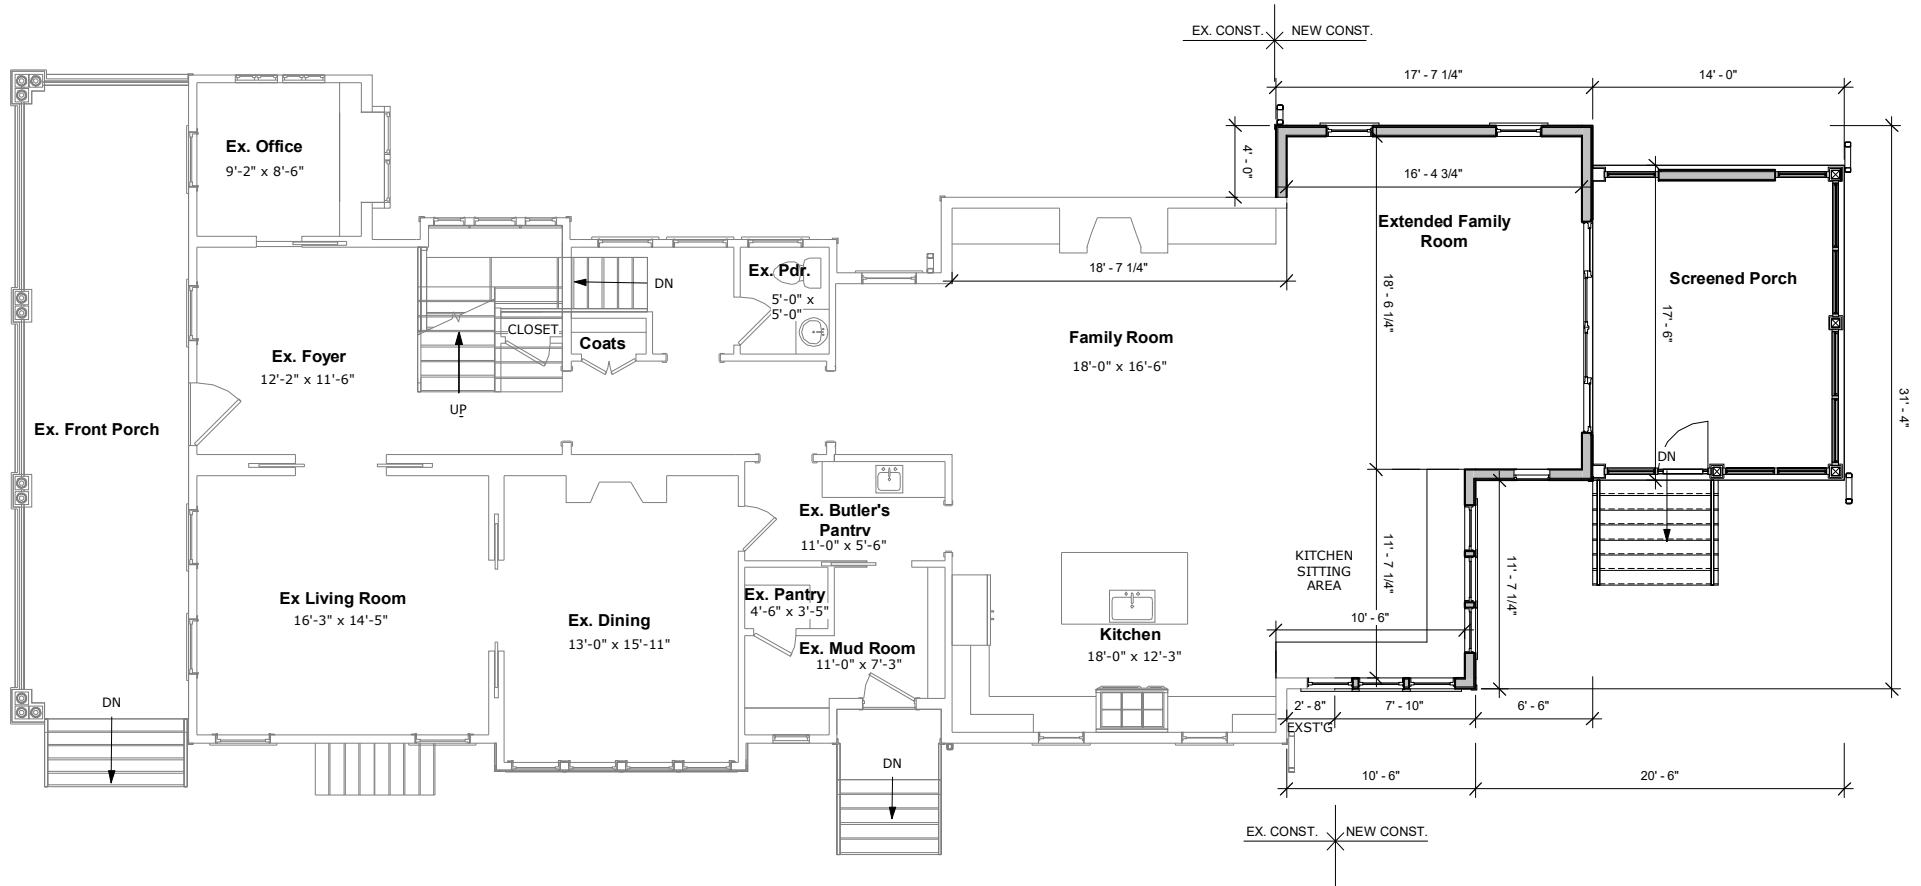 EX. CONST. NEW CONST.
17' - 7 1/4" 14' - 0"
4' - 0"
Ex. Office
9'-2" x 8'-6"
16' - 4 3/4"
Extended Family
Room
18' - 7 1/4"
18' - 6 1/4"
Screened Porch
17' - 6"
Ex. Pdr.
5'-0" x
5'-0"
DN
CLOSET
Coats
Ex. Foyer
12'-2" x 11'-6"
UP
Family Room
18'-0" x 16'-6"
31' - 4"
Ex. Front Porch
DN
Ex. Butler's
Pantry
11'-0" x 5'-6"
KITCHEN
SITTING
AREA
11' - 7 1/4"
11' - 7 1/4"
10' - 6"
Ex Living Room
16'-3" x 14'-5"
Ex. Dining
13'-0" x 15'-11"
Ex. Pantry
4'-6" x 3'-5"
Ex. Mud Room
11'-0" x 7'-3"
Kitchen
18'-0" x 12'-3"
DN
2' - 8" 7' - 10" 6' - 6"
EXST'G
DN
10' - 6" 20' - 6"
EX. CONST. NEW CONST.